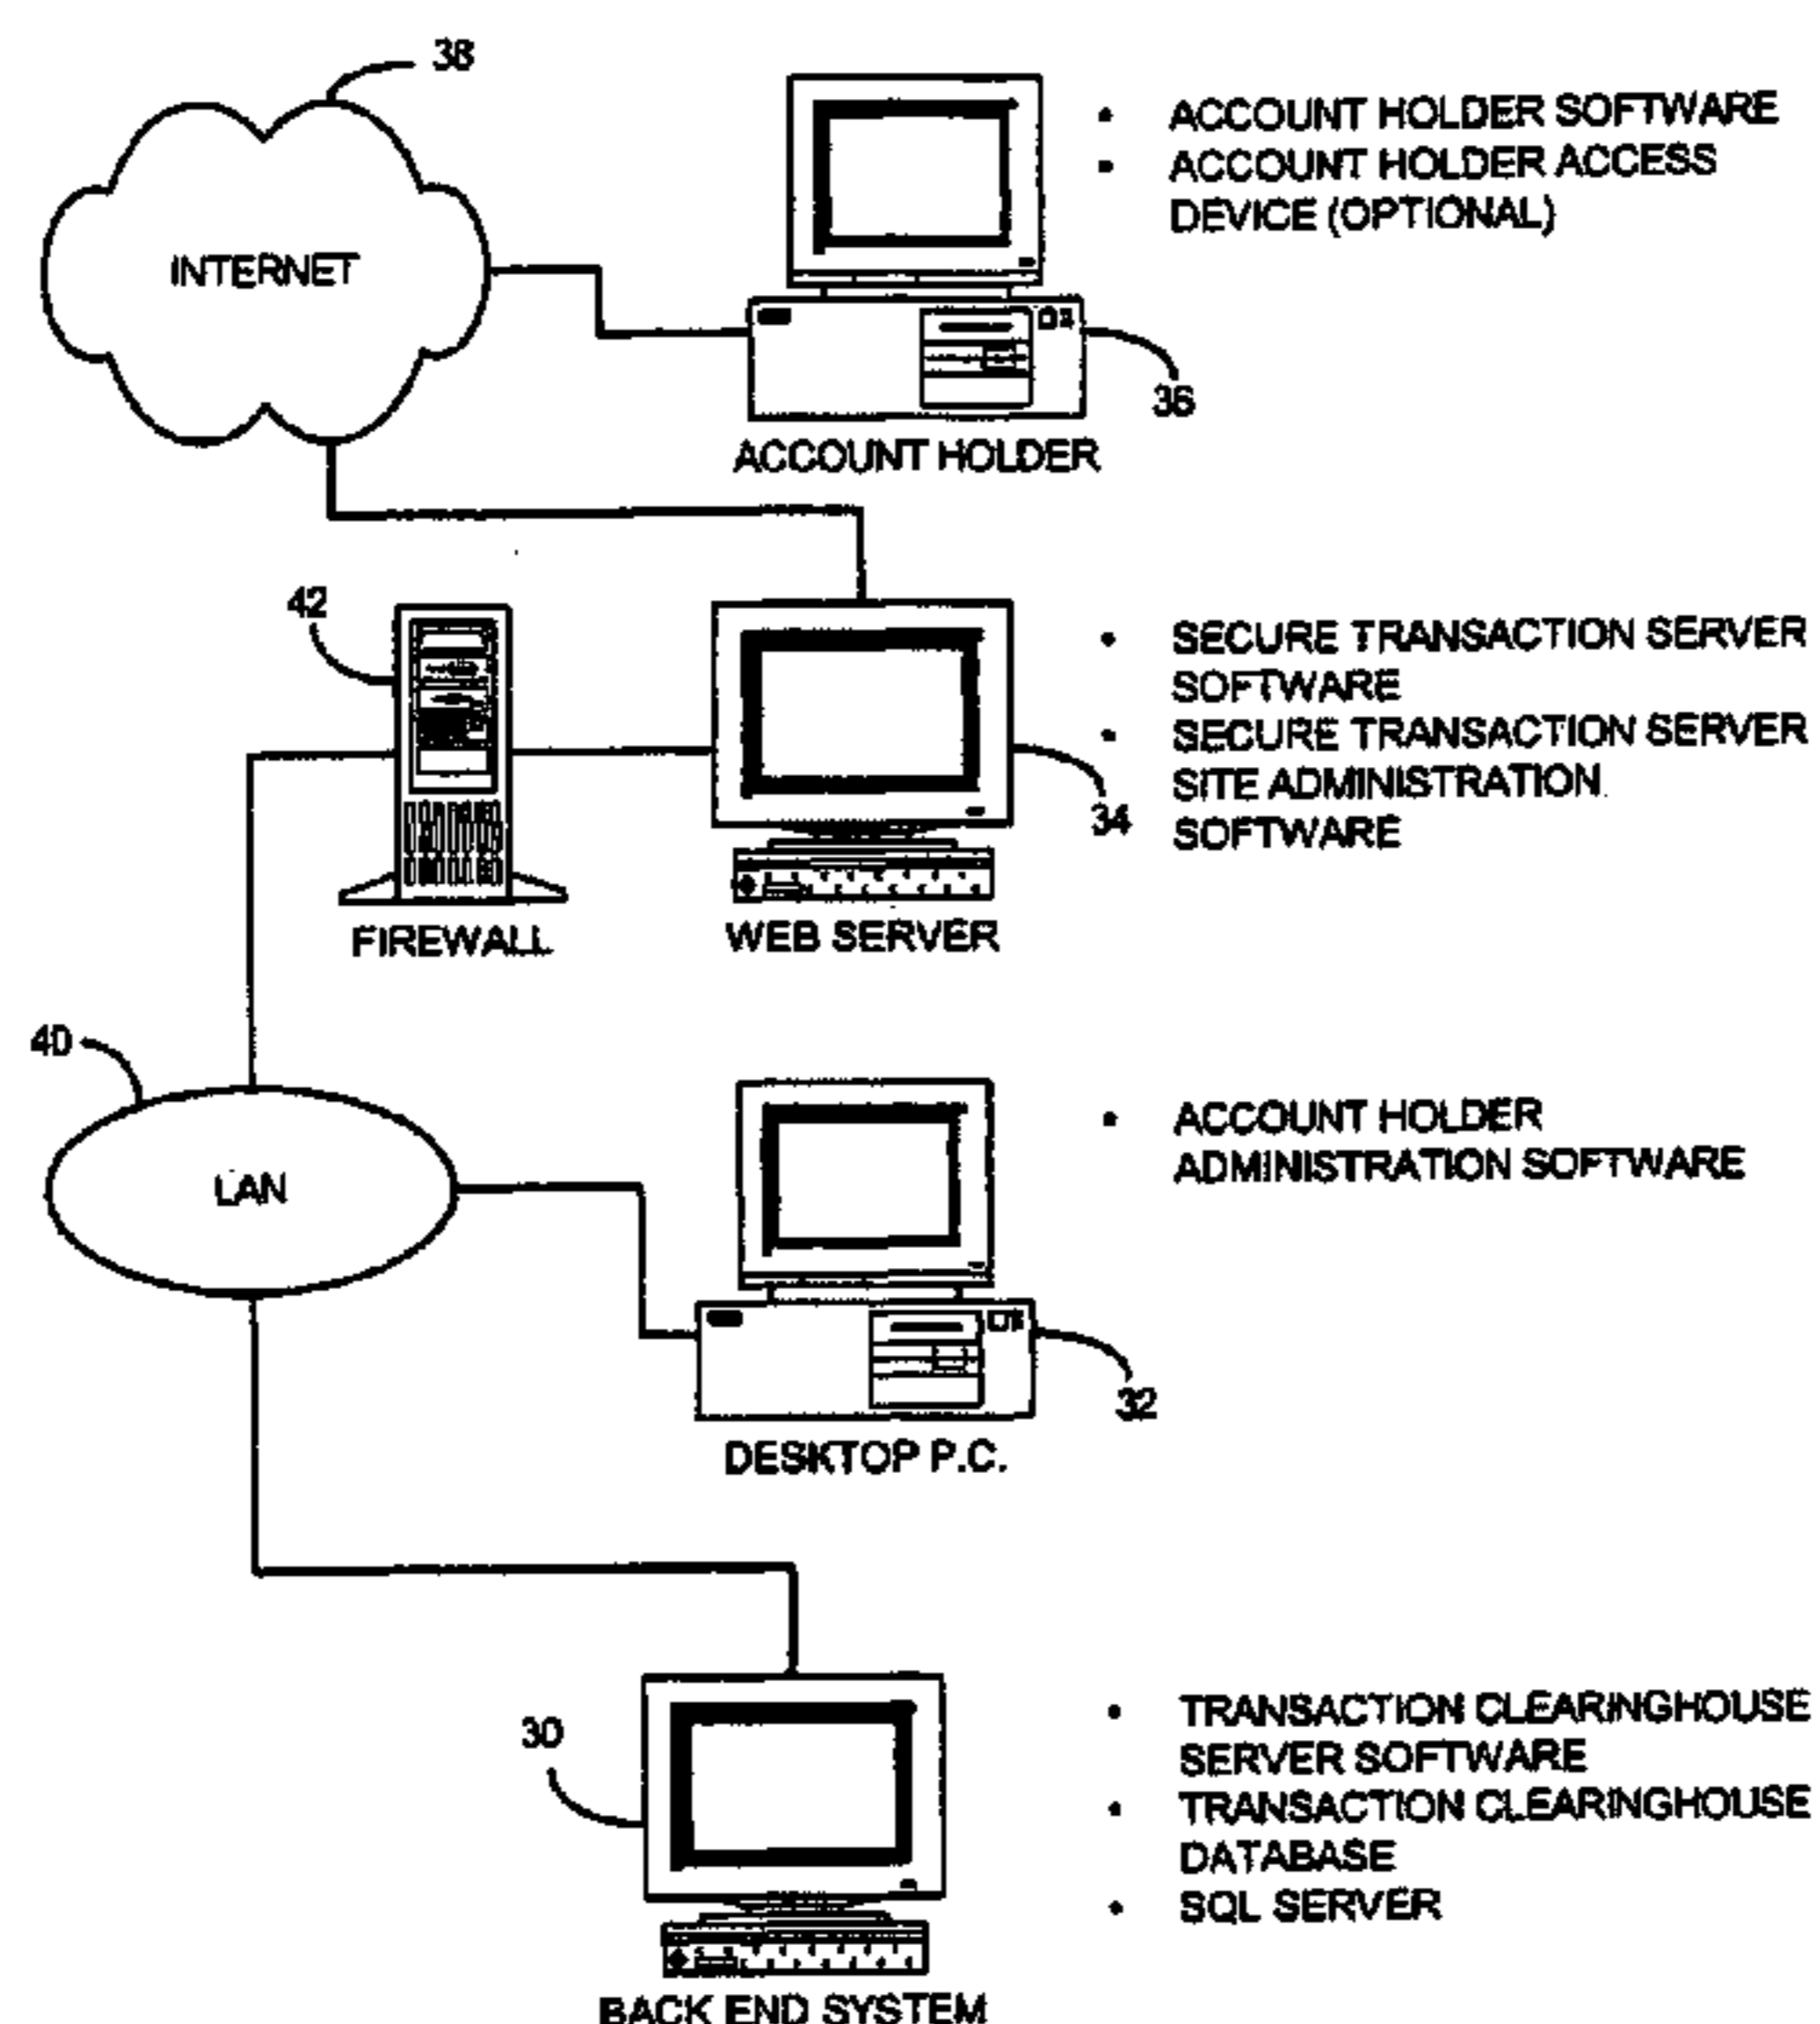 38
• ACCOUNT HOLDER SOFTWARE
• ACCOUNT HOLDER ACCESS
DEVICE (OPTIONAL)
INTERNET
36
ACCOUNT HOLDER
42
• SECURE TRANSACTION SERVER
SOFTWARE
• SECURE TRANSACTION SERVER
SITE ADMINISTRATION
SOFTWARE
34
FIREWALL
WEB SERVER
40
• ACCOUNT HOLDER
ADMINISTRATION SOFTWARE
LAN
32
DESKTOP P.C.
30
• TRANSACTION CLEARINGHOUSE
SERVER SOFTWARE
• TRANSACTION CLEARINGHOUSE
DATABASE
• SQL SERVER
BACK END SYSTEM